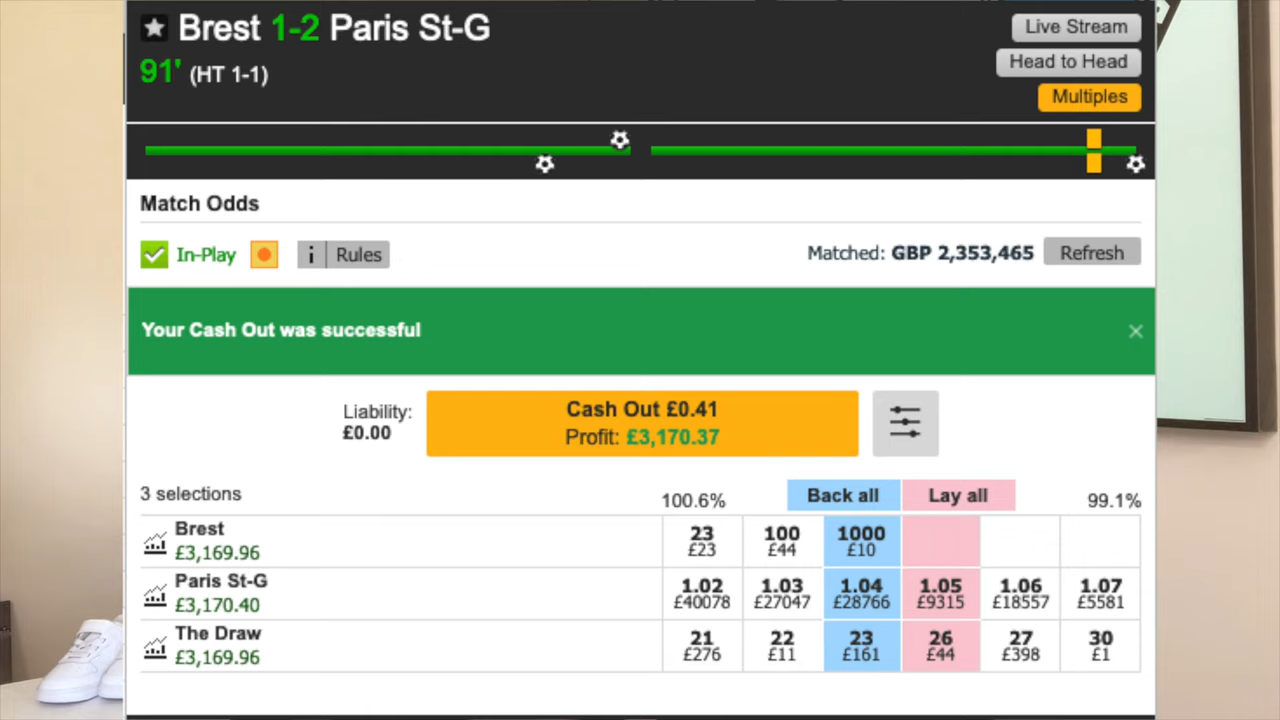 Brest 1-2 Paris St-G
Live Stream
91' (HT 1-1)
Head to Head
Multiples
Match Odds
In-Play i Rules Matched: GBP 2,353,465 Refresh
Your Cash Out was successful ×
Liability: £0.00
Cash Out £0.41
Profit: £3,170.37
3 selections 100.6% Back all Lay all 99.1%
Brest 23 100 1000
£3,169.96 £23 £44 £10
Paris St-G 1.02 1.03 1.04 1.05 1.06 1.07
£3,170.40 £40078 £27047 £28766 £9315 £18557 £5581
The Draw 21 22 23 26 27 30
£3,169.96 £276 £11 £161 £44 £398 £1